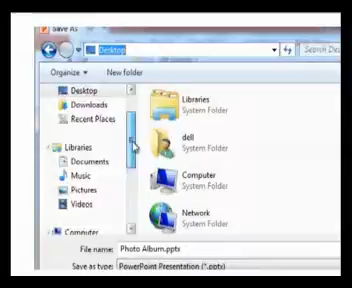 Save As
Desktop
Search Des
Organize
New folder
Desktop
Downloads
Recent Places
Libraries
Documents
Music
Pictures
Videos
Computer
Libraries
System Folder
dell
System Folder
Computer
System Folder
Network
System Folder
File name: Photo Album.pptx
Save as type: PowerPoint Presentation (*.pptx)